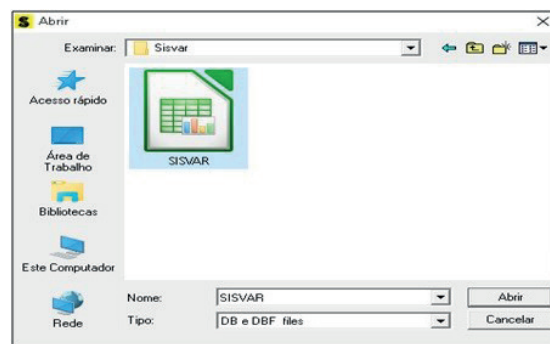 S Abrir
Examinar: Sisvar
Acesso rápido
Área de
Trabalho
Bibliotecas
Este Computador
Rede
SISVAR
Nome: SISVAR Abrir
Tipo: DB e DBF files Cancelar